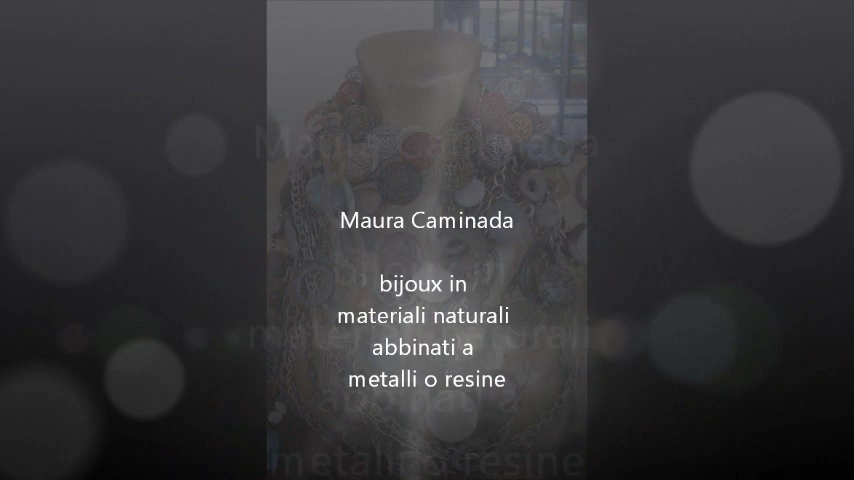 Maura Caminada
bijoux in
materiali naturali
abbinati a
metalli o resine